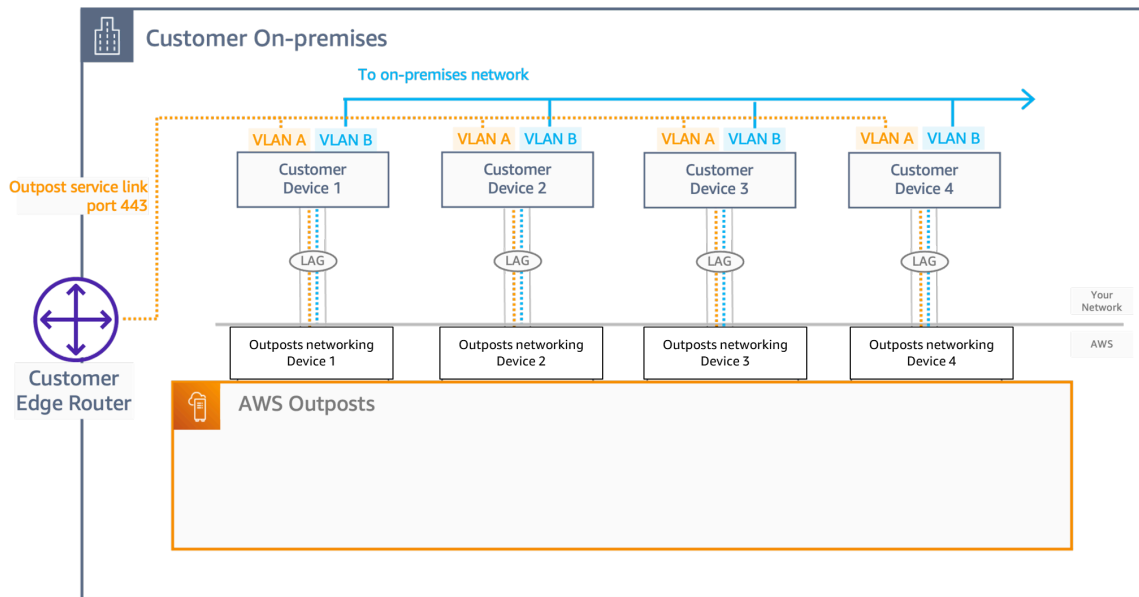 Customer On-premises
To on-premises network
VLAN A VLAN B VLAN A VLAN B VLAN A VLAN B VLAN A VLAN B
Customer
Device 1
Customer
Device 2
Customer
Device 3
Customer
Device 4
Outpost service link
port 443
LAG LAG LAG LAG
Your
Network
AWS
Outposts networking
Device 1
Outposts networking
Device 2
Outposts networking
Device 3
Outposts networking
Device 4
Customer
Edge Router
AWS Outposts